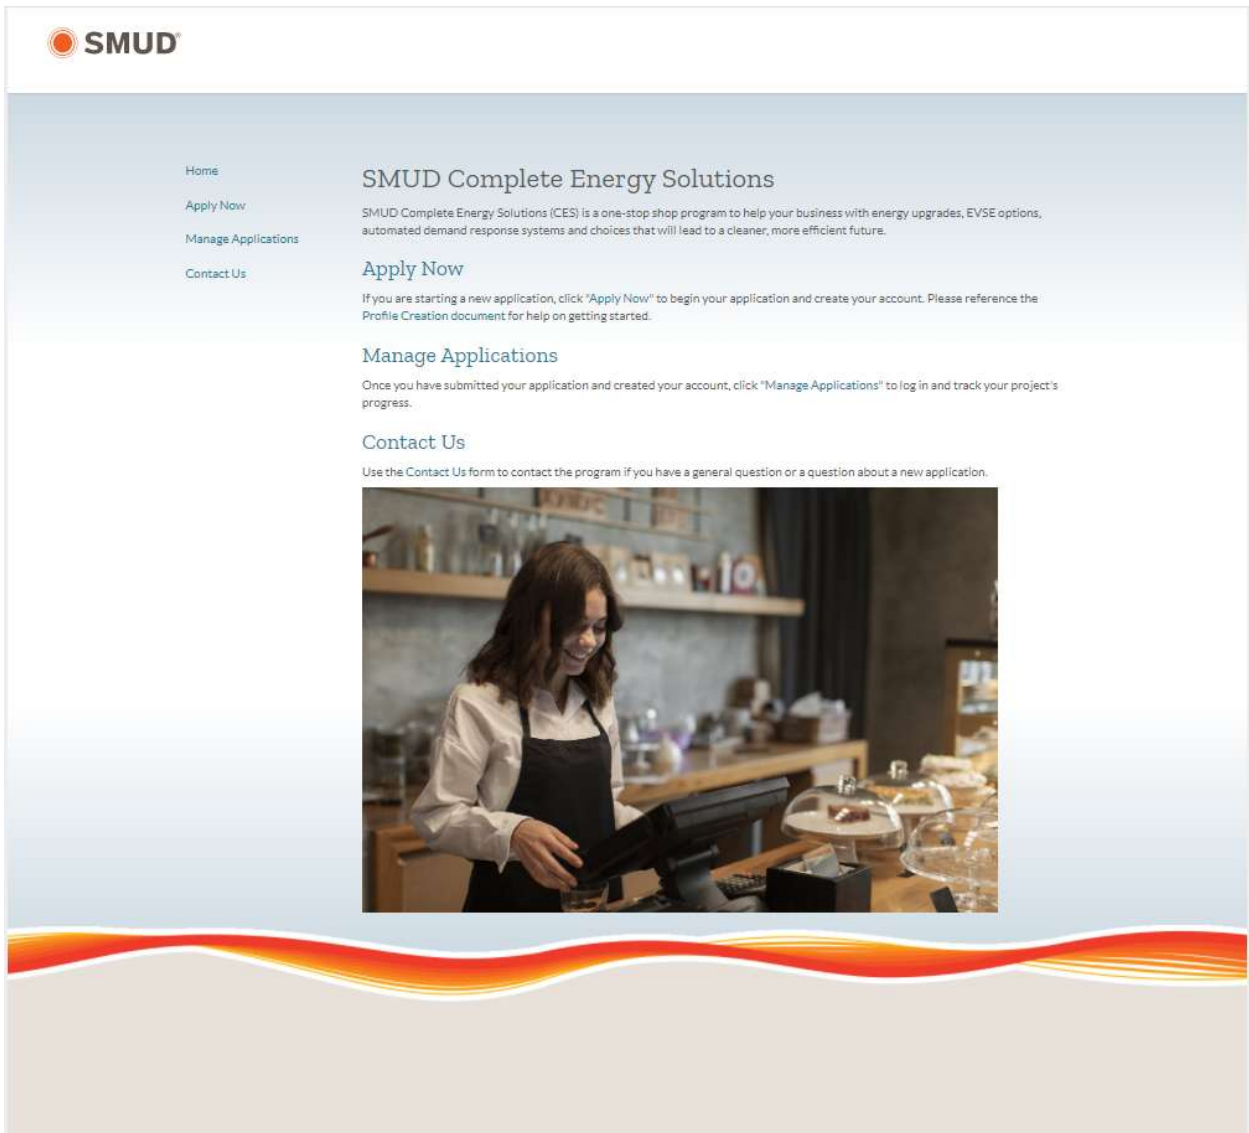 SMUD®
Home
Apply Now
Manage Applications
Contact Us
SMUD Complete Energy Solutions
SMUD Complete Energy Solutions (CES) is a one-stop shop program to help your business with energy upgrades, EVSE options,
automated demand response systems and choices that will lead to a cleaner, more efficient future.
Apply Now
If you are starting a new application, click "Apply Now" to begin your application and create your account. Please reference the
Profile Creation document for help on getting started.
Manage Applications
Once you have submitted your application and created your account, click "Manage Applications" to log in and track your project's
progress.
Contact Us
Use the Contact Us form to contact the program if you have a general question or a question about a new application.